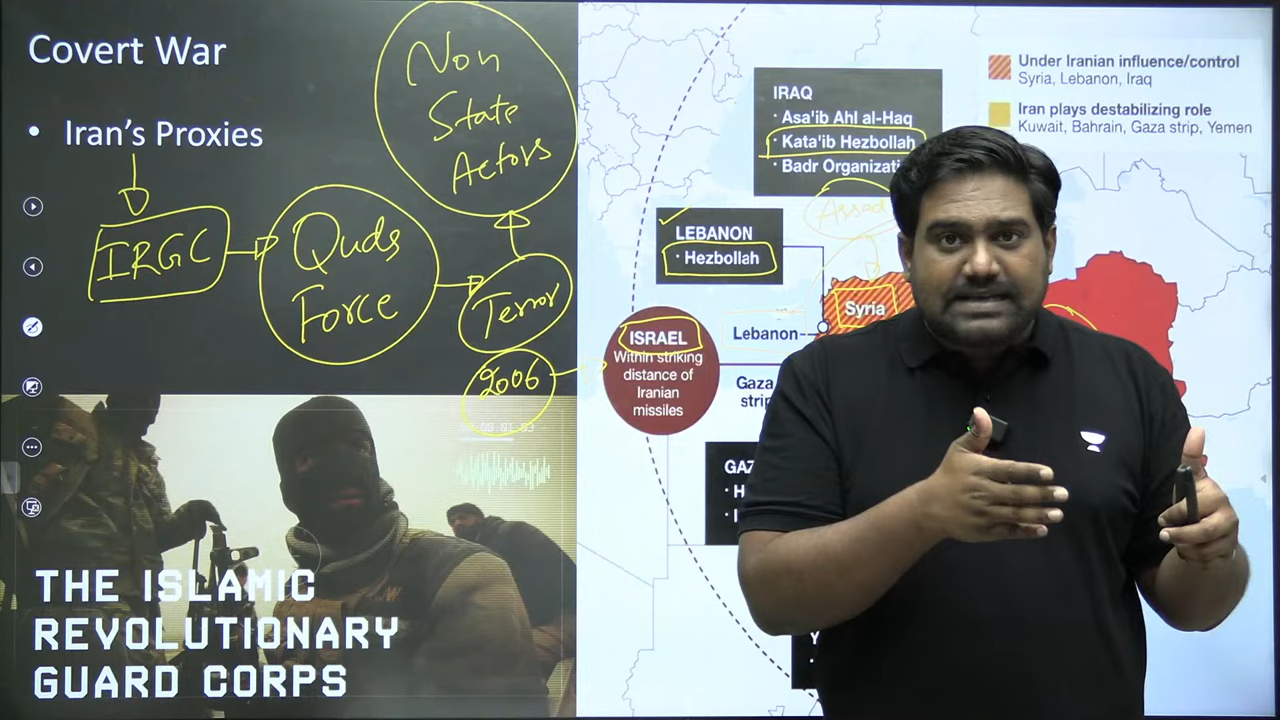 Covert War
• Iran's Proxies
IRGC
Quds
Force
Terror
Non
State
Actors
2006
THE ISLAMIC
REVOLUTIONARY
GUARD CORPS
Under Iranian influence/control
Syria, Lebanon, Iraq
Iran plays destabilizing role
Kuwait, Bahrain, Gaza strip, Yemen
IRAQ
· Asa'ib Ahl al-Haq
· Kata'ib Hezbollah
· Badr Organizati
Assad
LEBANON
· Hezbollah
Syria
Lebanon
ISRAEL
Within striking
distance of
Iranian
missiles
Gaza
strip
GAZ
· H
· I
Y